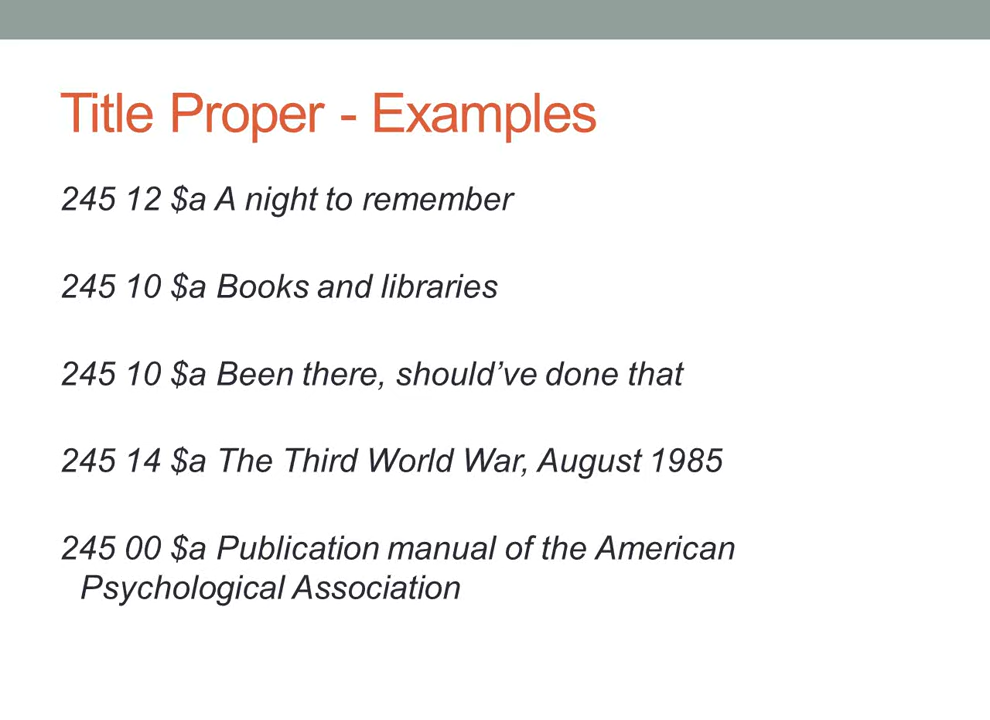 Title Proper - Examples
245 12 $a A night to remember
245 10 $a Books and libraries
245 10 $a Been there, should’ve done that
245 14 $a The Third World War, August 1985
245 00 $a Publication manual of the American
Psychological Association